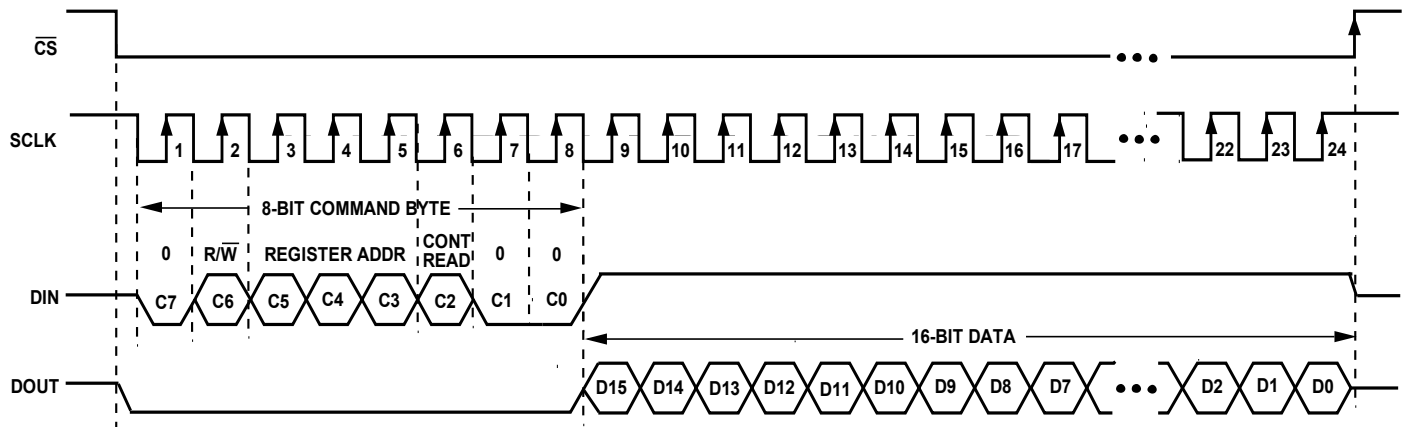 CS
SCLK
1 2 3 4 5 6 7 8 9 10 11 12 13 14 15 16 17 22 23 24
8-BIT COMMAND BYTE
0 R/W REGISTER ADDR CONT READ 0 0
DIN C7 C6 C5 C4 C3 C2 C1 C0
16-BIT DATA
DOUT D15 D14 D13 D12 D11 D10 D9 D8 D7 D2 D1 D0